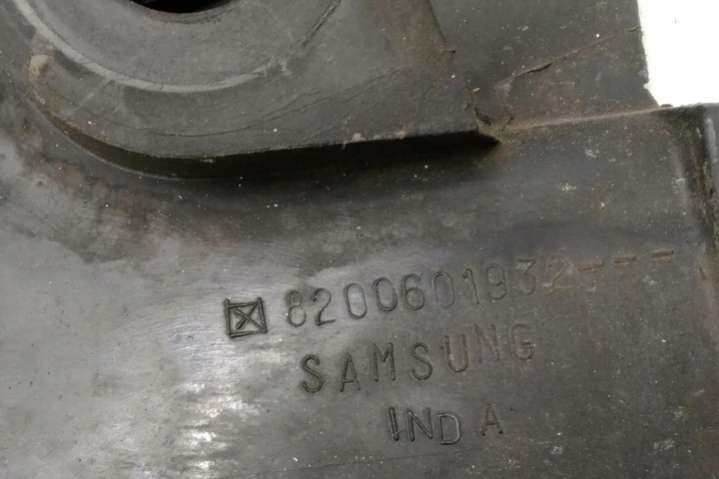 8200601932---
SAMSUNG
IND A